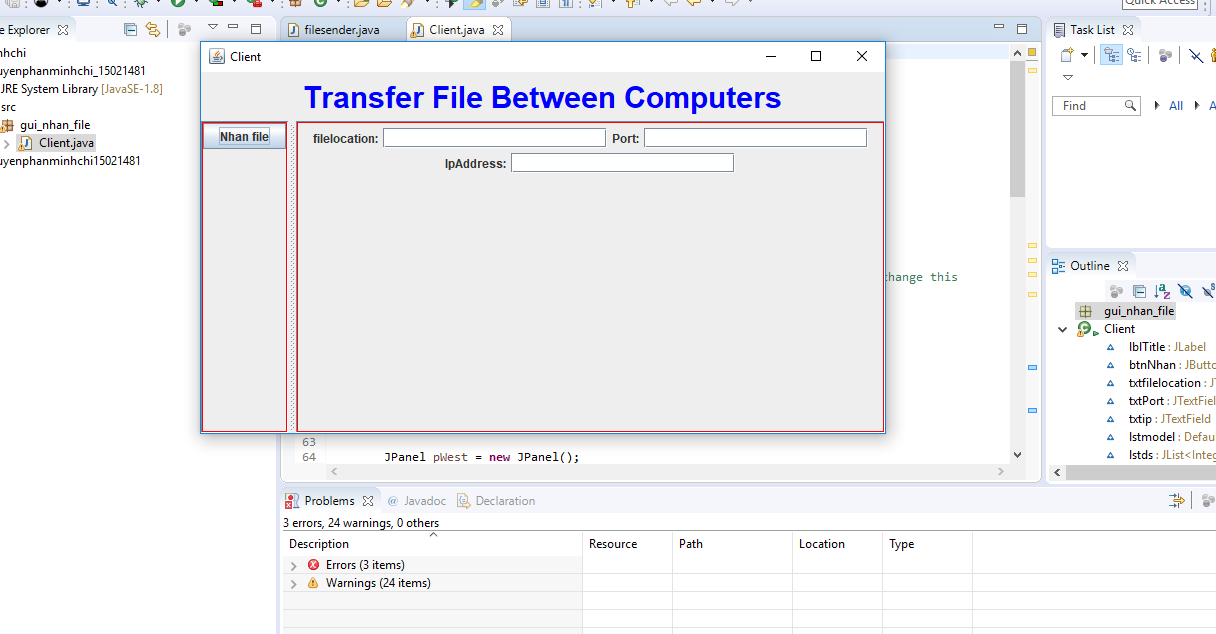 Quick Access
e Explorer
filesender.java
Client.java
Task List
nhchi
uyenphanminhchi_15021481
JRE System Library [JavaSE-1.8]
src
gui_nhan_file
Client.java
uyenphanminhchi15021481
Client
Transfer File Between Computers
Nhan file
filelocation:
Port:
IpAddress:
Find
All
A
change this
63
64 JPanel pWest = new JPanel();
Outline
gui_nhan_file
Client
lblTitle : JLabel
btnNhan : JButto
txtfilelocation : JT
txtPort : JTextFiel
txtip : JTextField
lstmodel : Defau
lstds : JList<Integ
Problems
@ Javadoc
Declaration
3 errors, 24 warnings, 0 others
Description
Resource
Path
Location
Type
Errors (3 items)
Warnings (24 items)